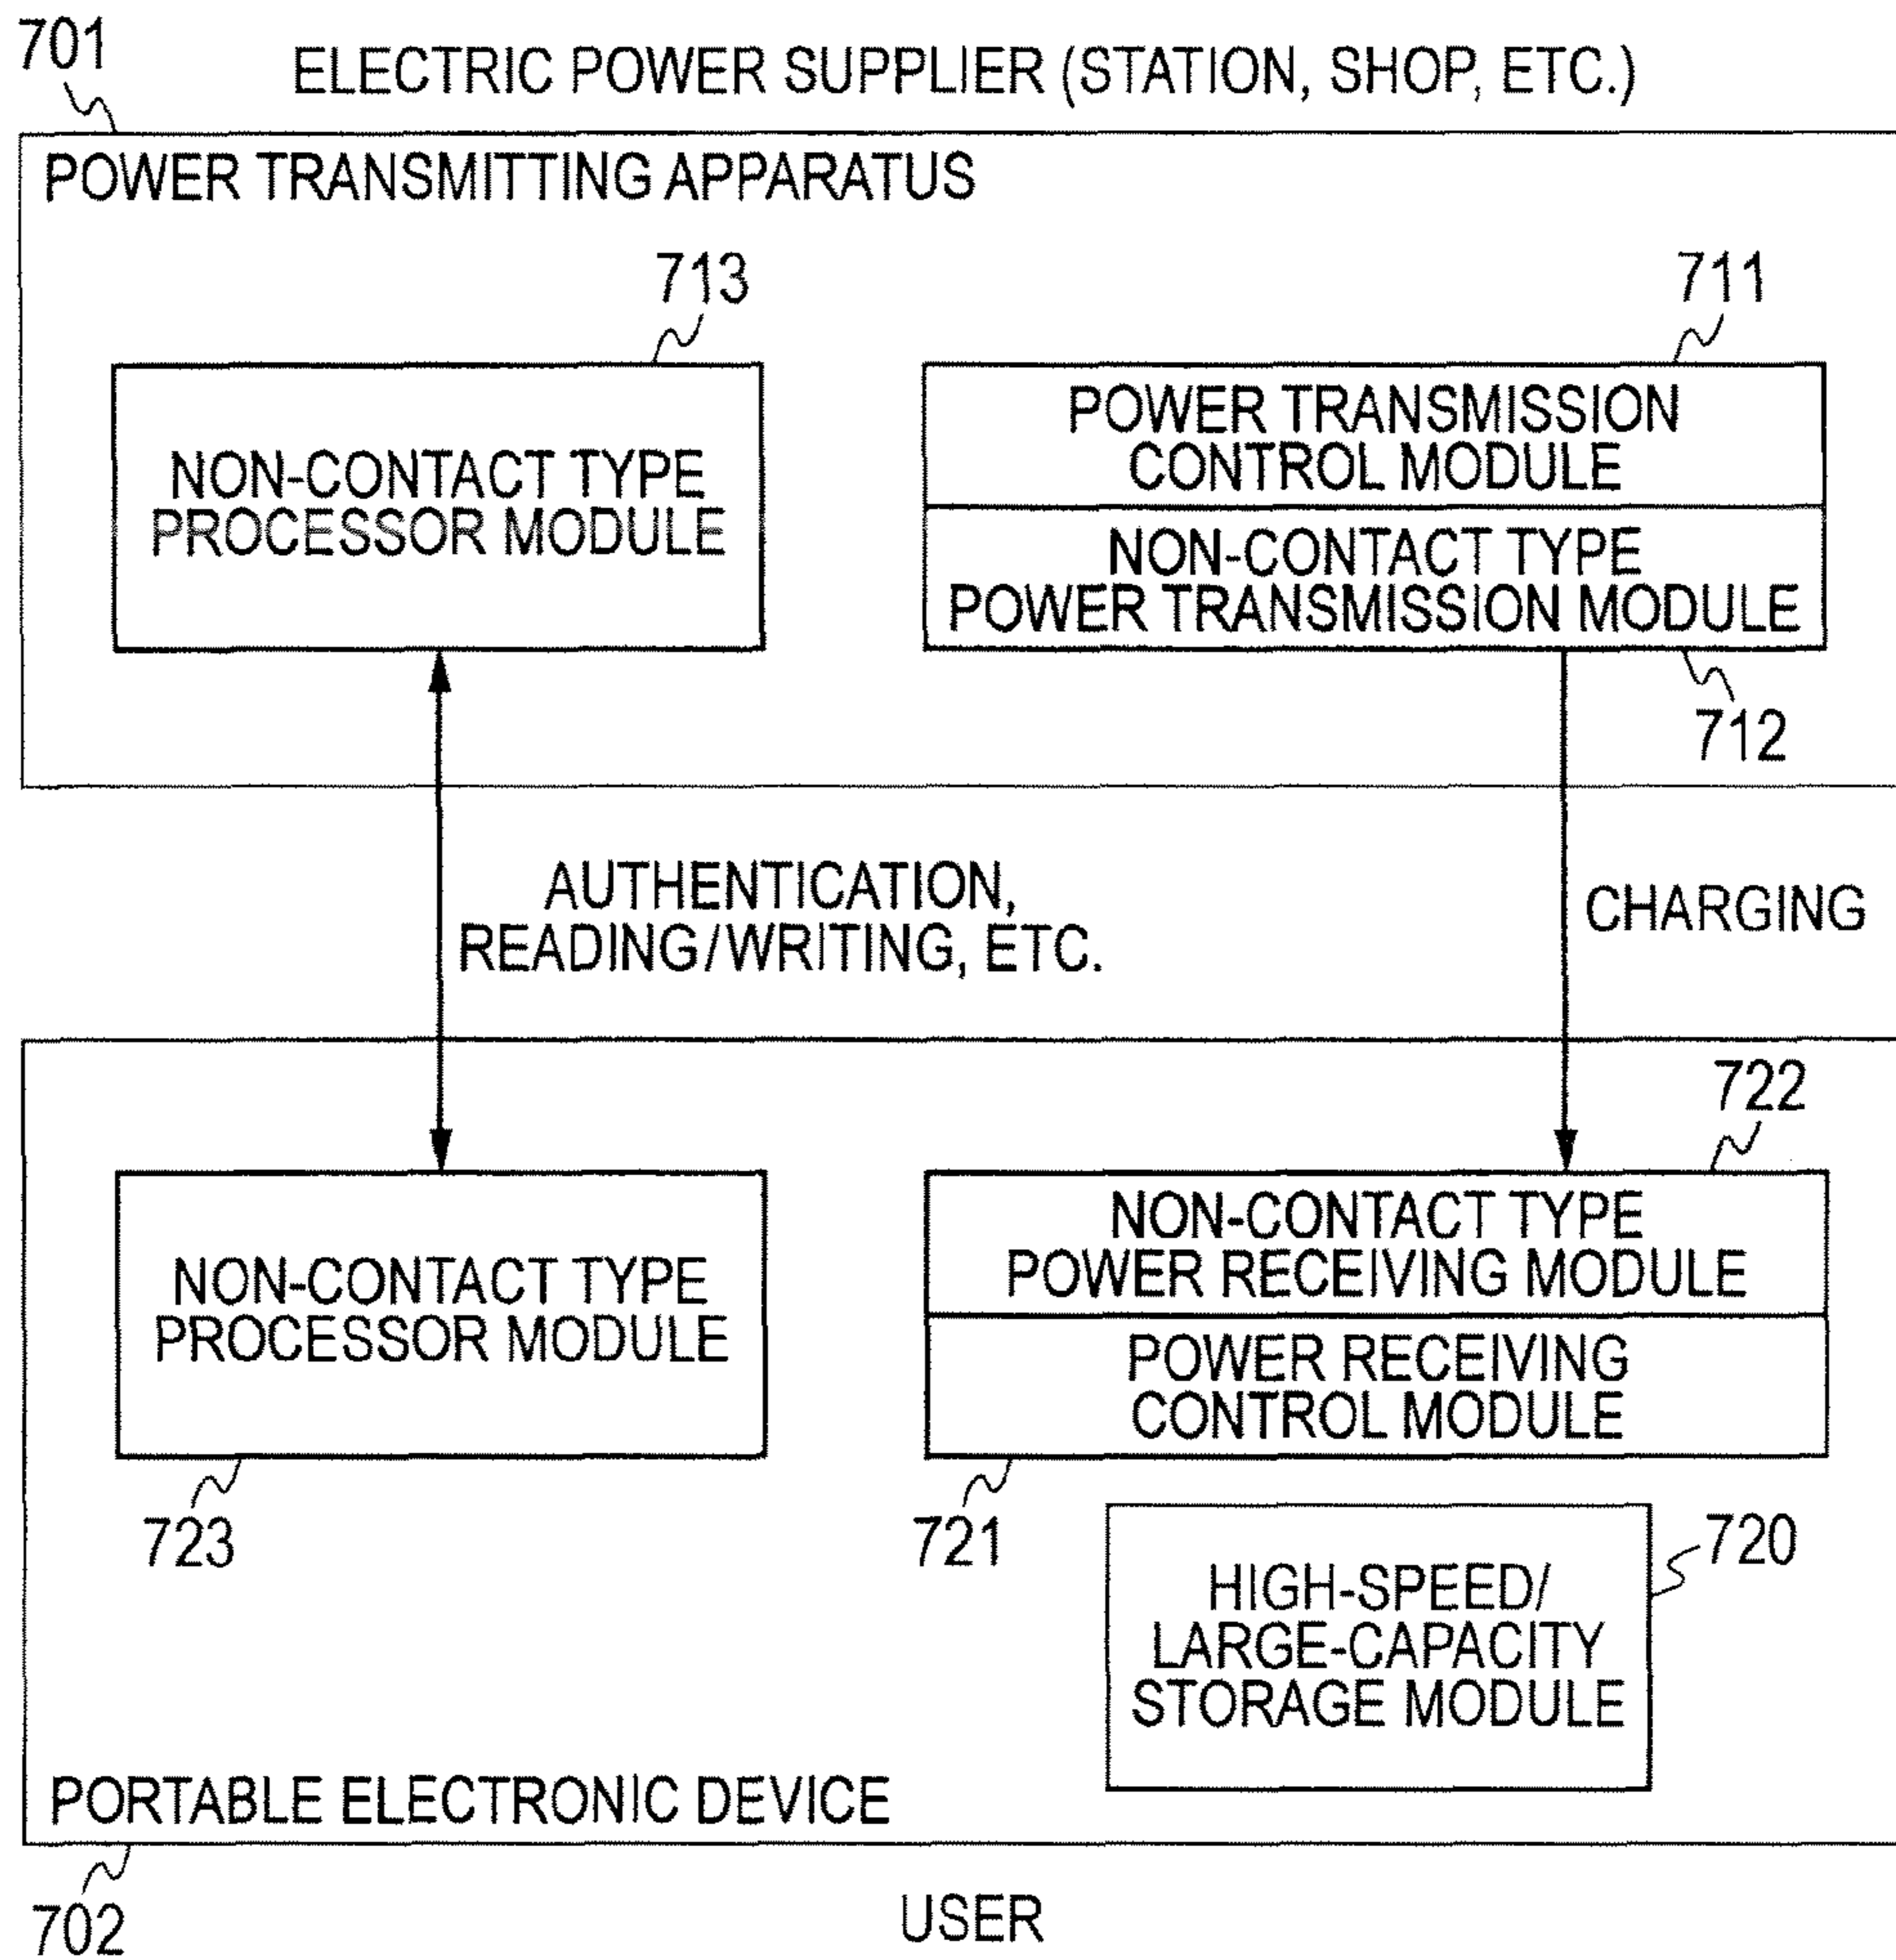 701
ELECTRIC POWER SUPPLIER (STATION, SHOP, ETC.)
POWER TRANSMITTING APPARATUS
713
711
NON-CONTACT TYPE
PROCESSOR MODULE
POWER TRANSMISSION
CONTROL MODULE
NON-CONTACT TYPE
POWER TRANSMISSION MODULE
712
AUTHENTICATION,
READING/WRITING, ETC.
CHARGING
722
NON-CONTACT TYPE
PROCESSOR MODULE
NON-CONTACT TYPE
POWER RECEIVING MODULE
POWER RECEIVING
CONTROL MODULE
723
721
720
HIGH-SPEED/
LARGE-CAPACITY
STORAGE MODULE
PORTABLE ELECTRONIC DEVICE
702
USER